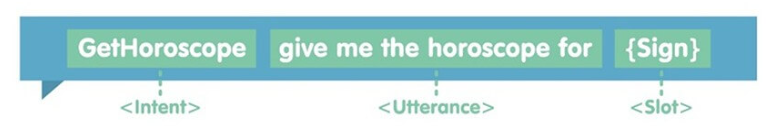 GetHoroscope give me the horoscope for {Sign}
<Intent> <Utterance> <Slot>